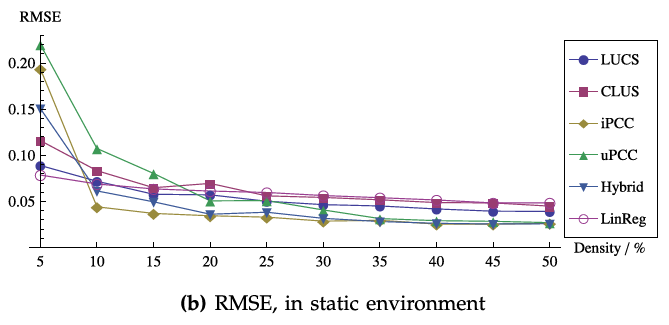 RMSE
0.20
0.15
0.10
0.05
5 10 15 20 25 30 35 40 45 50
Density / %
LUCS
CLUS
iPCC
uPCC
Hybrid
LinReg
(b) RMSE, in static environment